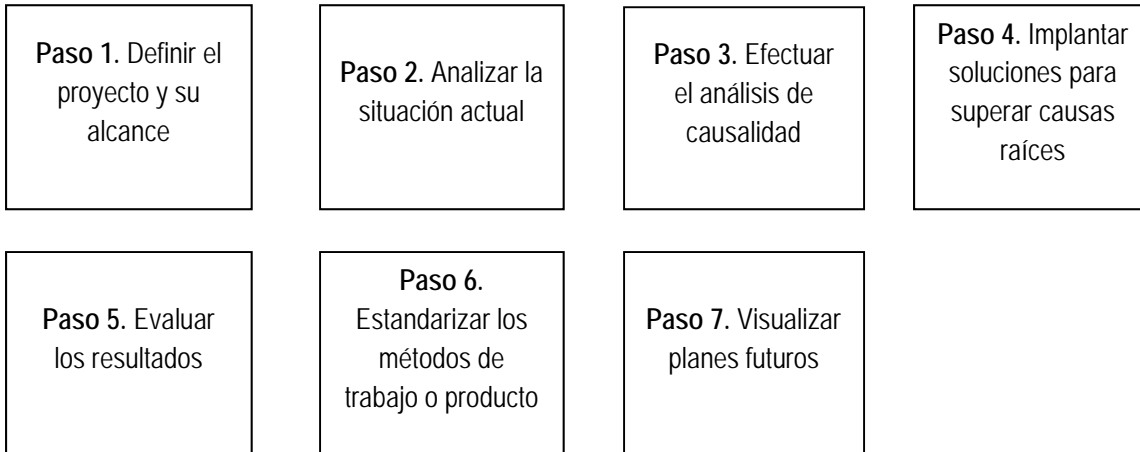 Paso 1. Definir el
proyecto y su
alcance
Paso 2. Analizar la
situación actual
Paso 3. Efectuar
el análisis de
causalidad
Paso 4. Implantar
soluciones para
superar causas
raíces
Paso 5. Evaluar
los resultados
Paso 6.
Estandarizar los
métodos de
trabajo o producto
Paso 7. Visualizar
planes futuros